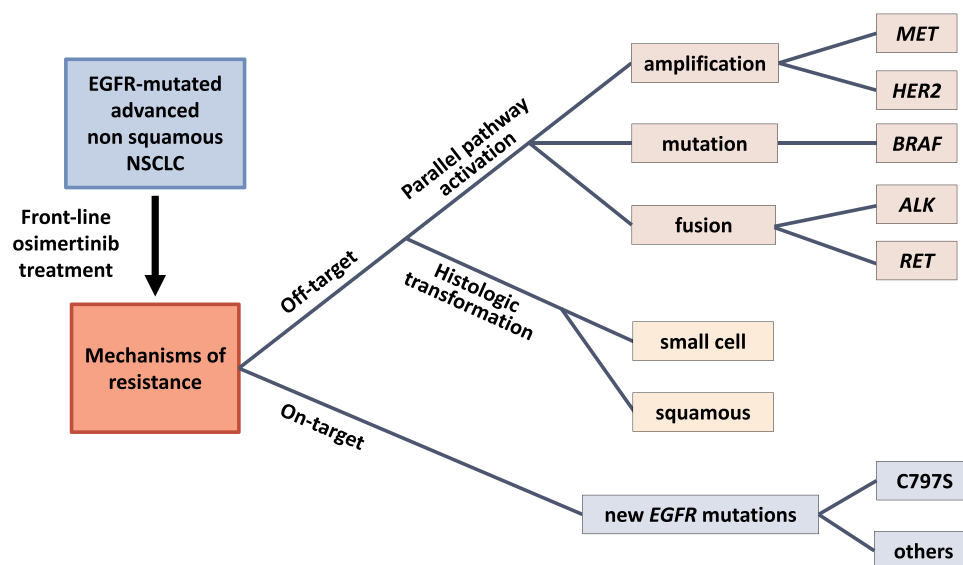 EGFR-mutated
advanced
non squamous
NSCLC
Front-line
osimertinib
treatment
Mechanisms of
resistance
Off-target
Parallel pathway
activation
amplification
MET
HER2
mutation
BRAF
fusion
ALK
RET
Histologic
transformation
small cell
squamous
On-target
new EGFR mutations
C797S
others